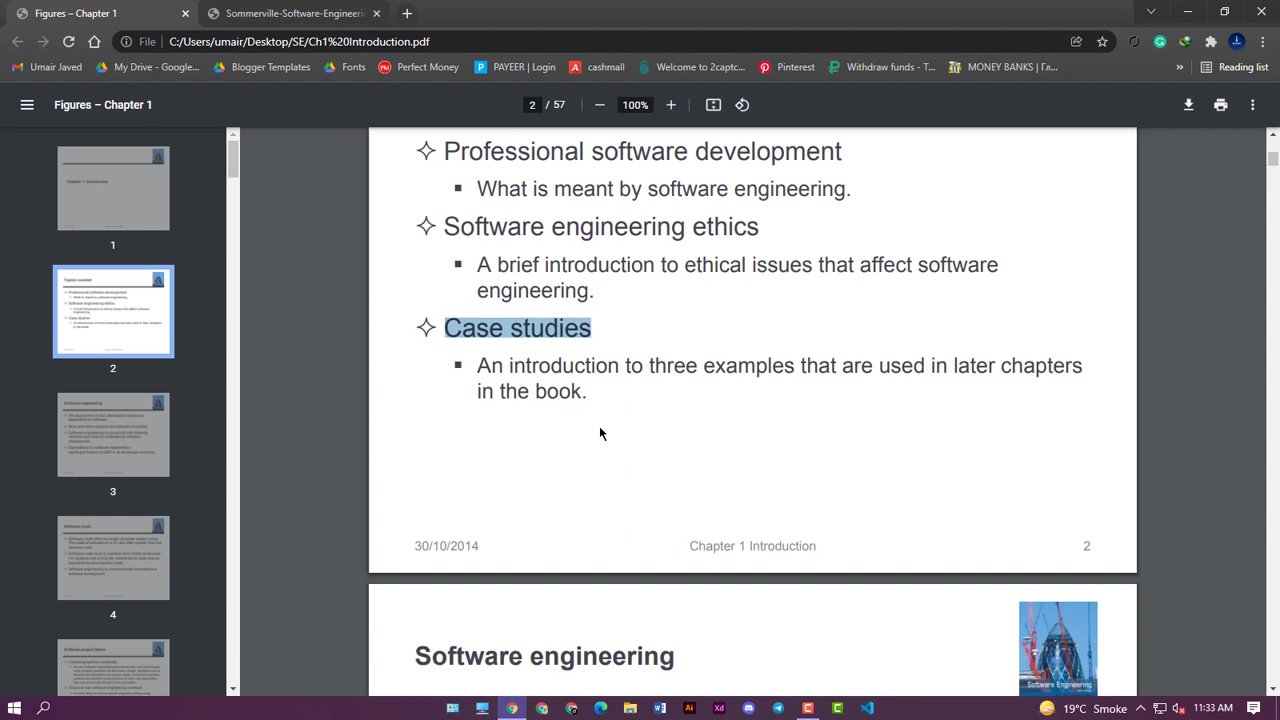 Figures – Chapter 1
Sommerville-Software-Engineeri
File
C:/Users/umair/Desktop/SE/Ch1%20Introduction.pdf
Umair Javed
My Drive - Google...
Blogger Templates
Fonts
Perfect Money
PAYEER | Login
cashmall
Welcome to 2captc...
Pinterest
Withdraw funds - T...
MONEY BANKS | Гл...
»
Reading list
Figures – Chapter 1
2 / 57
100%
1
2
3
4
Professional software development
What is meant by software engineering.
Software engineering ethics
A brief introduction to ethical issues that affect software
engineering.
Case studies
An introduction to three examples that are used in later chapters
in the book.
30/10/2014
Chapter 1 Introduction
2
Software engineering
Software Engineering
19°C Smoke
11:33 AM